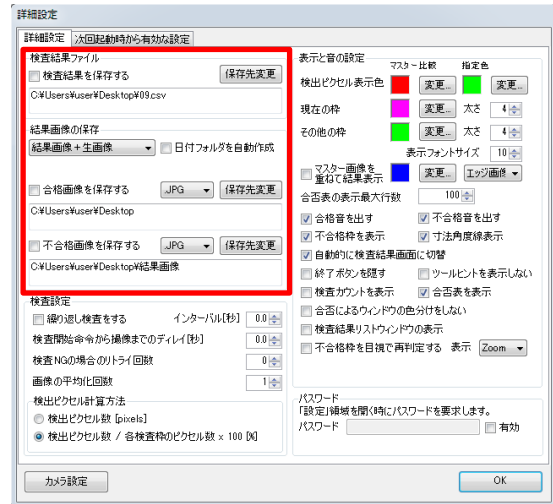 詳細設定
詳細設定 次回起動時から有効な設定
検査結果ファイル
検査結果を保存する 保存先変更
C:¥Users¥user¥Desktop¥09.csv
結果画像の保存
結果画像+生画像 日付フォルダを自動作成
合格画像を保存する .JPG 保存先変更
C:¥Users¥user¥Desktop
不合格画像を保存する .JPG 保存先変更
C:¥Users¥user¥Desktop¥結果画像
検査設定
繰り返し検査をする インターバル[秒] 0.0
検査開始命令から撮像までのディレイ[秒] 0.0
検査NGの場合のリトライ回数 0
画像の平均化回数 1
検出ピクセル計算方法
検出ピクセル数 [pixels]
検出ピクセル数 / 各検査枠のピクセル数 x 100 [%]
表示と音の設定
マスター比較 指定色
検出ピクセル表示色 変更... 変更...
現在の枠 変更... 太さ 4
その他の枠 変更... 太さ 4
表示フォントサイズ 10
マスター画像を
重ねて結果表示 変更... エッジ画像
合否表の表示最大行数 100
合格音を出す 不合格音を出す
不合格枠を表示 寸法角度線表示
自動的に検査結果画面に切替
終了ボタンを隠す ツールヒントを表示しない
検査カウントを表示 合否表を表示
合否によるウィンドウの色分けをしない
検査結果リストウィンドウの表示
不合格枠を目視で再判定する 表示 Zoom
パスワード
「設定」領域を開く時にパスワードを要求します。
パスワード 有効
カメラ設定 OK